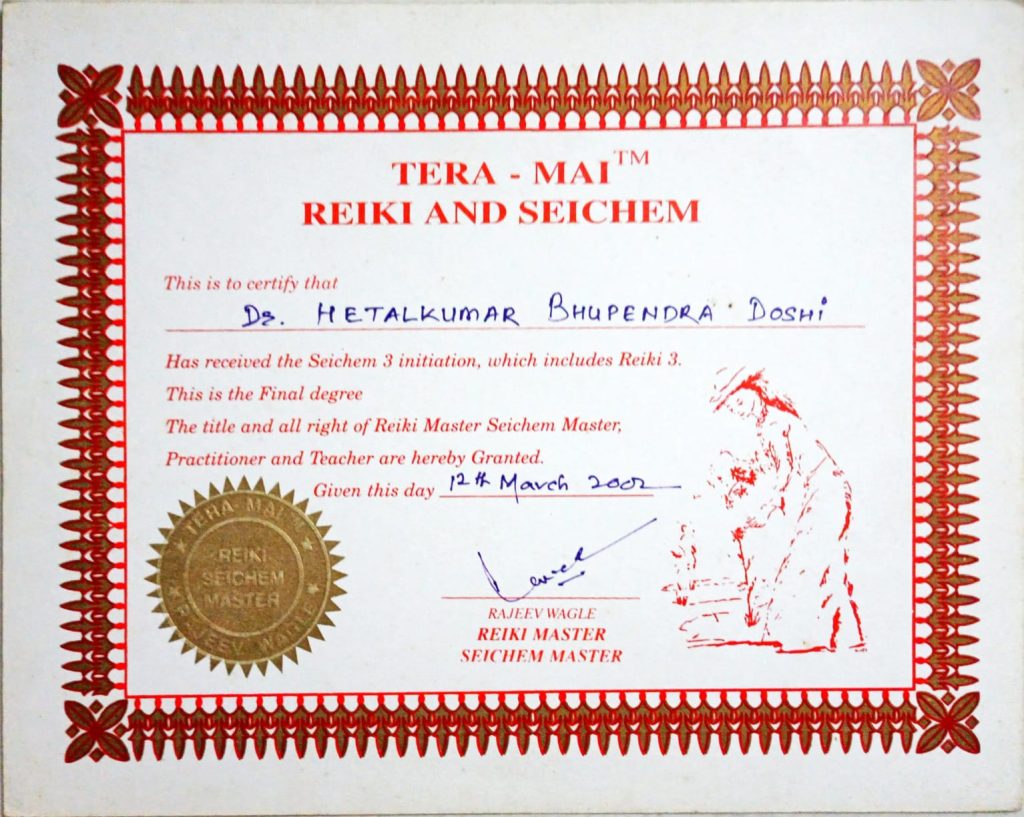 TERA - MAI™
REIKI AND SEICHEM
This is to certify that
Dr. HETALKUMAR BHUPENDRA DOSHI
Has received the Seichem 3 initiation, which includes Reiki 3.
This is the Final degree
The title and all right of Reiki Master Seichem Master,
Practitioner and Teacher are hereby Granted.
Given this day 12th March 2002
TERA MAI™
REIKI
SEICHEM
MASTER
RAJEEV WAGLE
RAJEEV WAGLE
REIKI MASTER
SEICHEM MASTER